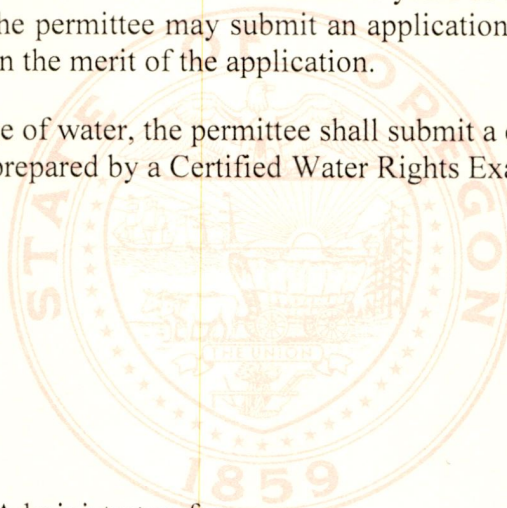 he permittee may submit an application
n the merit of the application.
e of water, the permittee shall submit a
prepared by a Certified Water Rights Exa
STATE OF OREGON
THE UNION
1859